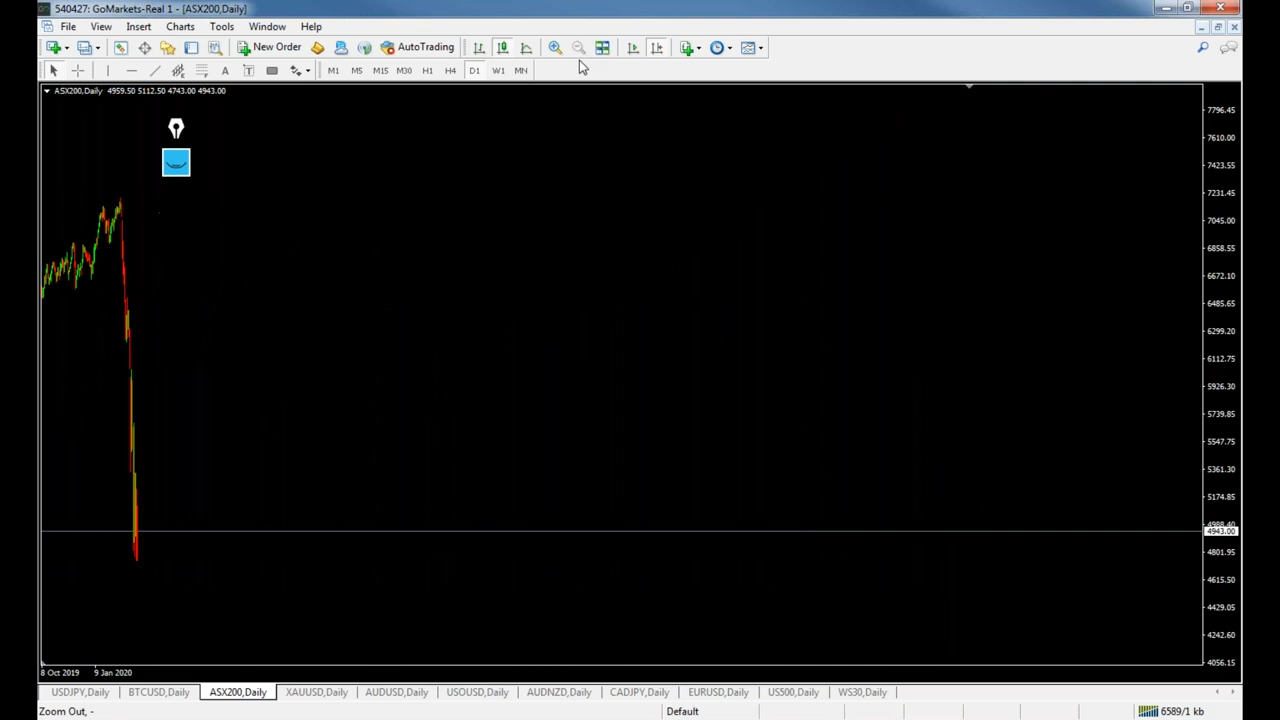 540427: GoMarkets-Real 1 - [ASX200,Daily]
File View Insert Charts Tools Window Help
New Order AutoTrading
A T M1 M5 M15 M30 H1 H4 D1 W1 MN
ASX200,Daily 4959.50 5112.50 4743.00 4943.00
7796.45
7610.00
7423.55
7231.45
7045.00
6858.55
6672.10
6485.65
6299.20
6112.75
5926.30
5739.85
5547.75
5361.30
5174.85
4988.40
4943.00
4801.95
4615.50
4429.05
4242.60
4056.15
8 Oct 2019 9 Jan 2020
USDJPY,Daily BTCUSD,Daily ASX200,Daily XAUUSD,Daily AUDUSD,Daily USOUSD,Daily AUDNZD,Daily CADJPY,Daily EURUSD,Daily US500,Daily WS30,Daily
Zoom Out, - Default 6589/1 kb